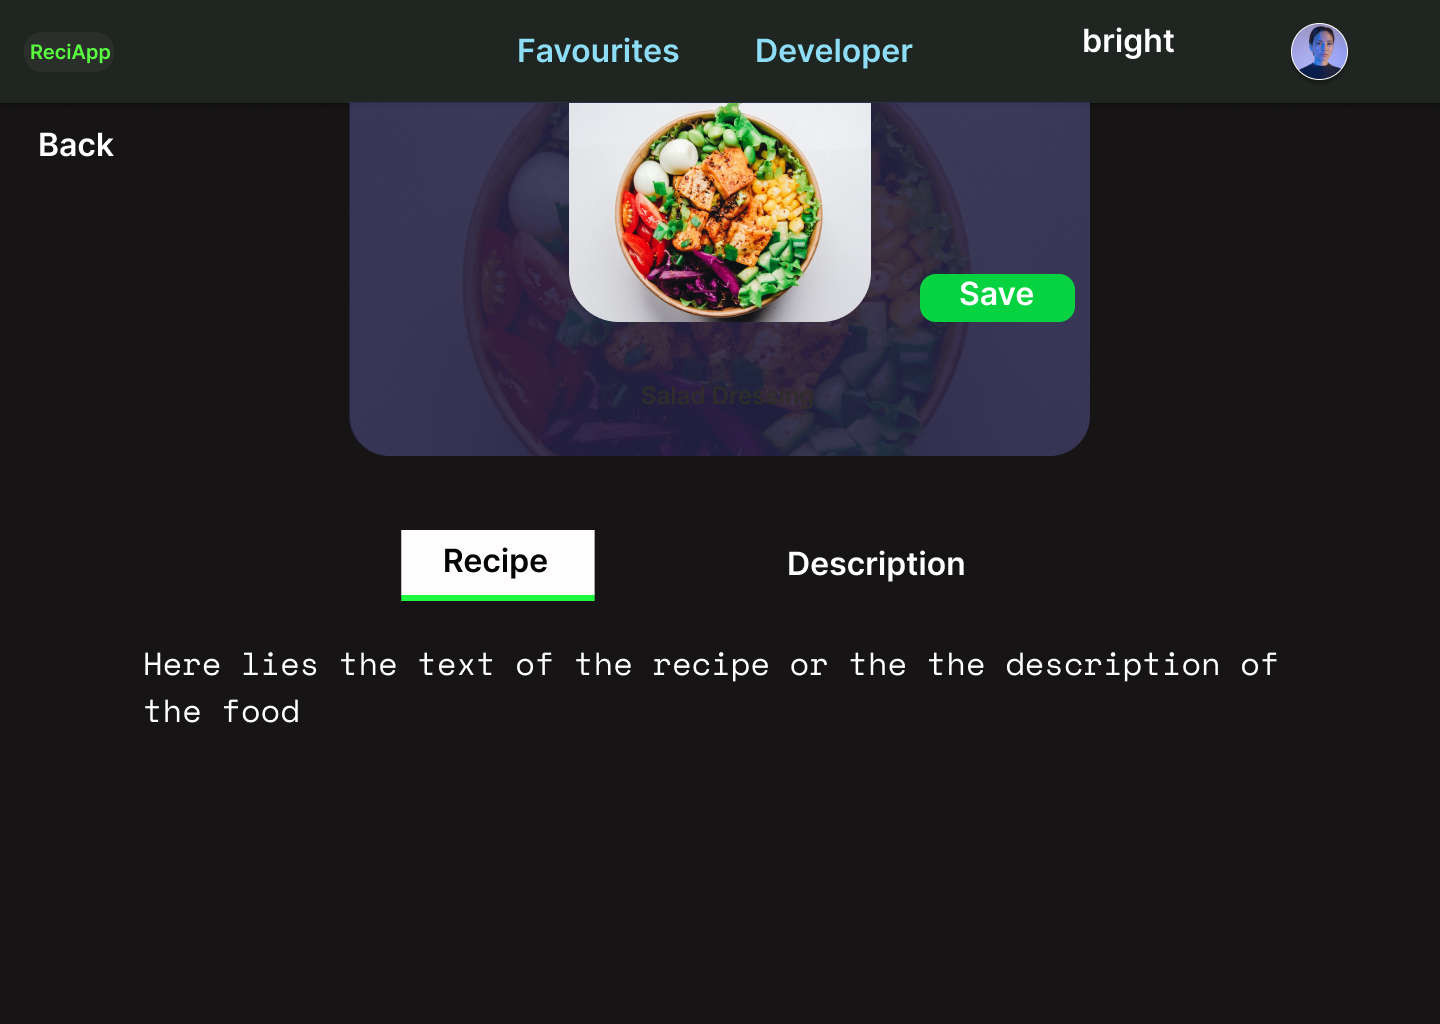 ReciApp
Favourites
Developer
bright
Back
Save
Salad Dressing
Recipe
Description
Here lies the text of the recipe or the the description of
the food